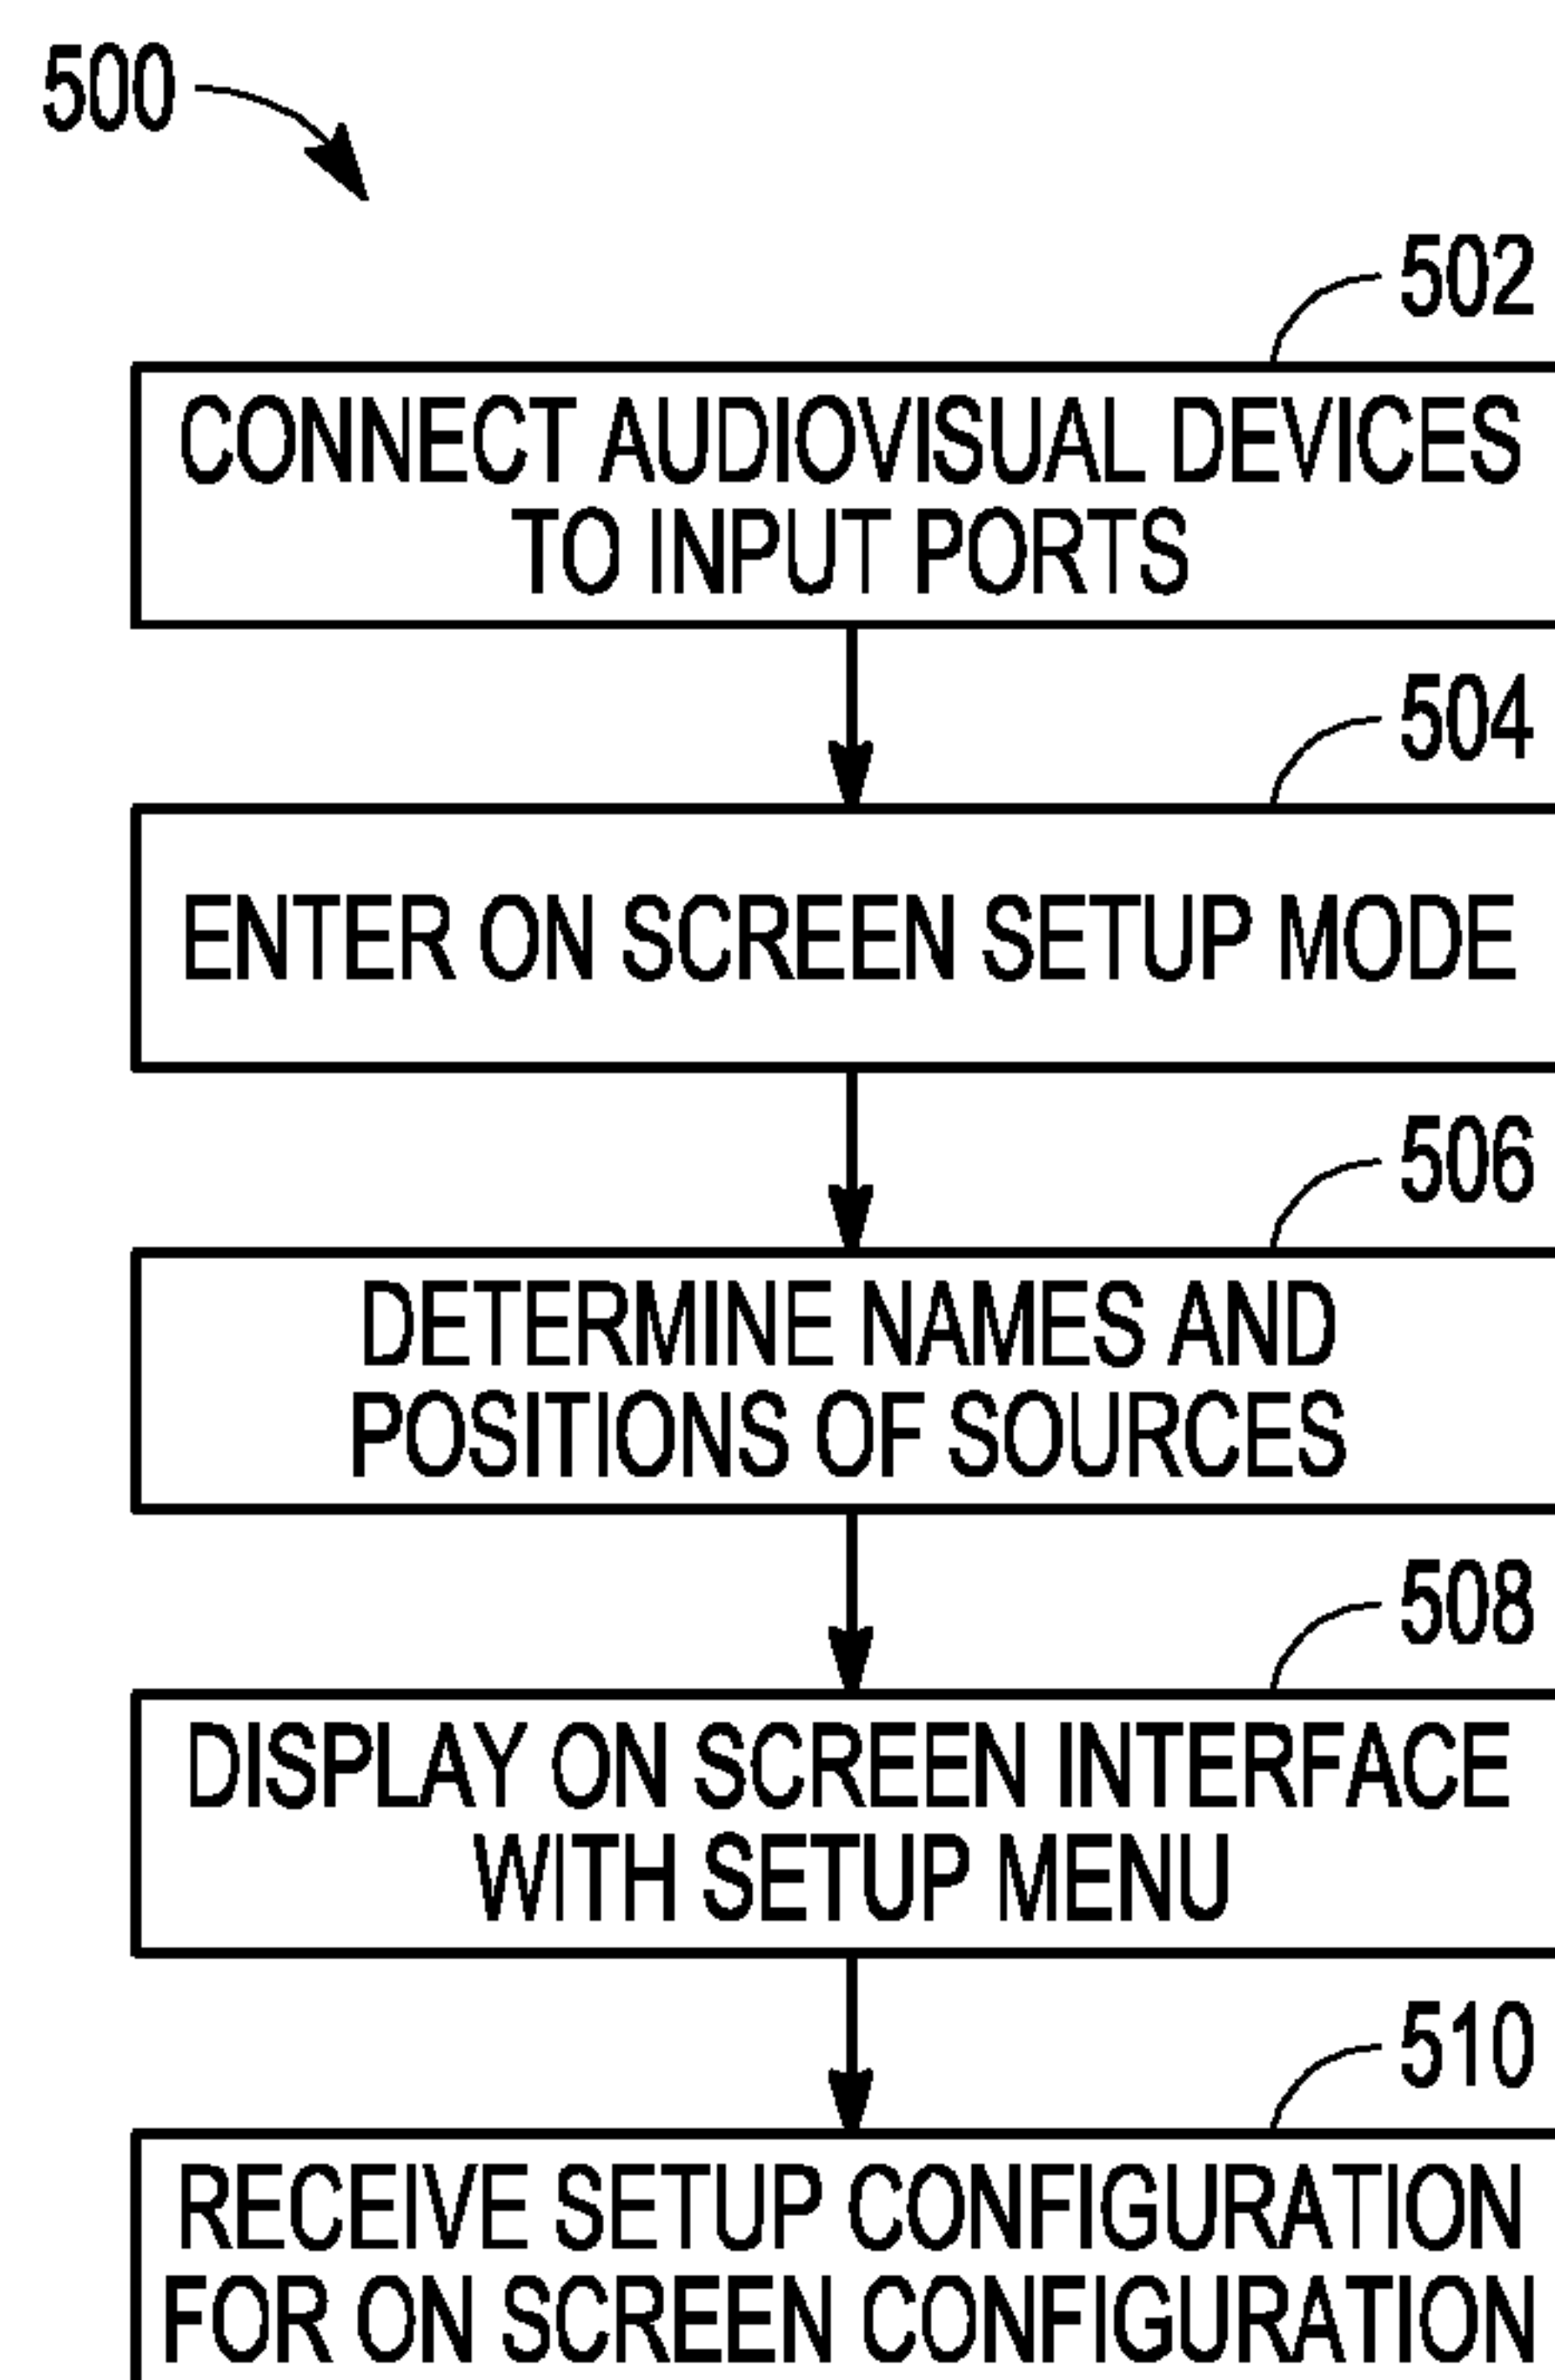 500
502
CONNECT AUDIOVISUAL DEVICES
TO INPUT PORTS
504
ENTER ON SCREEN SETUP MODE
506
DETERMINE NAMES AND
POSITIONS OF SOURCES
508
DISPLAY ON SCREEN INTERFACE
WITH SETUP MENU
510
RECEIVE SETUP CONFIGURATION
FOR ON SCREEN CONFIGURATION